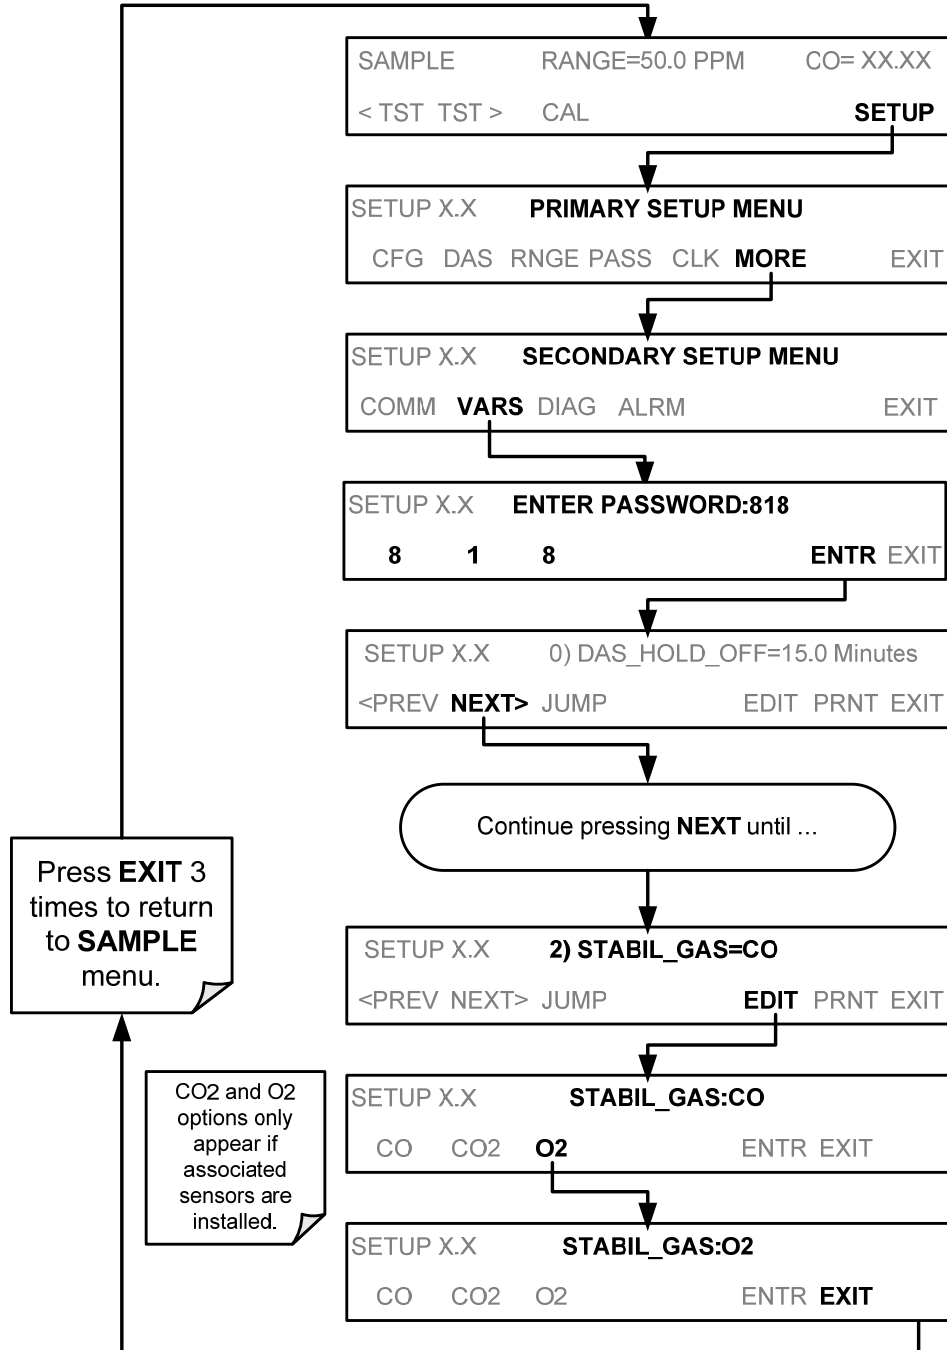 SAMPLE RANGE=50.0 PPM CO= XX.XX
< TST TST > CAL SETUP
SETUP X.X PRIMARY SETUP MENU
CFG DAS RNGE PASS CLK MORE EXIT
SETUP X.X SECONDARY SETUP MENU
COMM VARS DIAG ALRM EXIT
SETUP X.X ENTER PASSWORD:818
8 1 8 ENTR EXIT
SETUP X.X 0) DAS_HOLD_OFF=15.0 Minutes
<PREV NEXT> JUMP EDIT PRNT EXIT
Continue pressing NEXT until ...
SETUP X.X 2) STABIL_GAS=CO
<PREV NEXT> JUMP EDIT PRNT EXIT
SETUP X.X STABIL_GAS:CO
CO CO2 O2 ENTR EXIT
SETUP X.X STABIL_GAS:O2
CO CO2 O2 ENTR EXIT
Press EXIT 3
times to return
to SAMPLE
menu.
CO2 and O2
options only
appear if
associated
sensors are
installed.